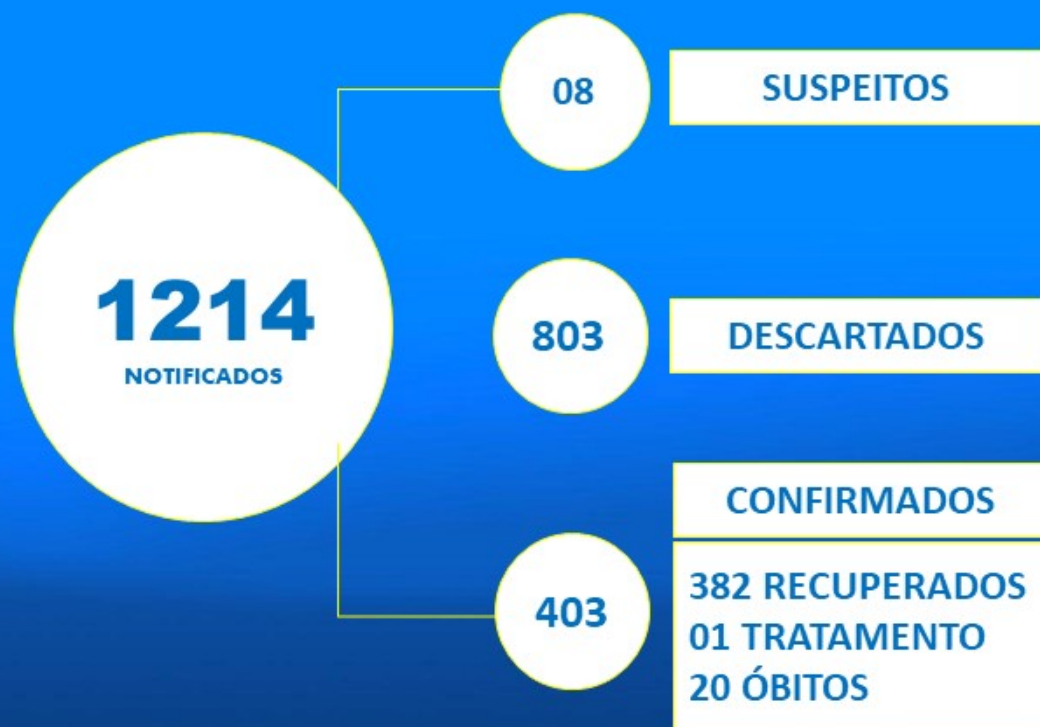 1214
NOTIFICADOS
08
SUSPEITOS
803
DESCARTADOS
403
CONFIRMADOS
382 RECUPERADOS
01 TRATAMENTO
20 ÓBITOS